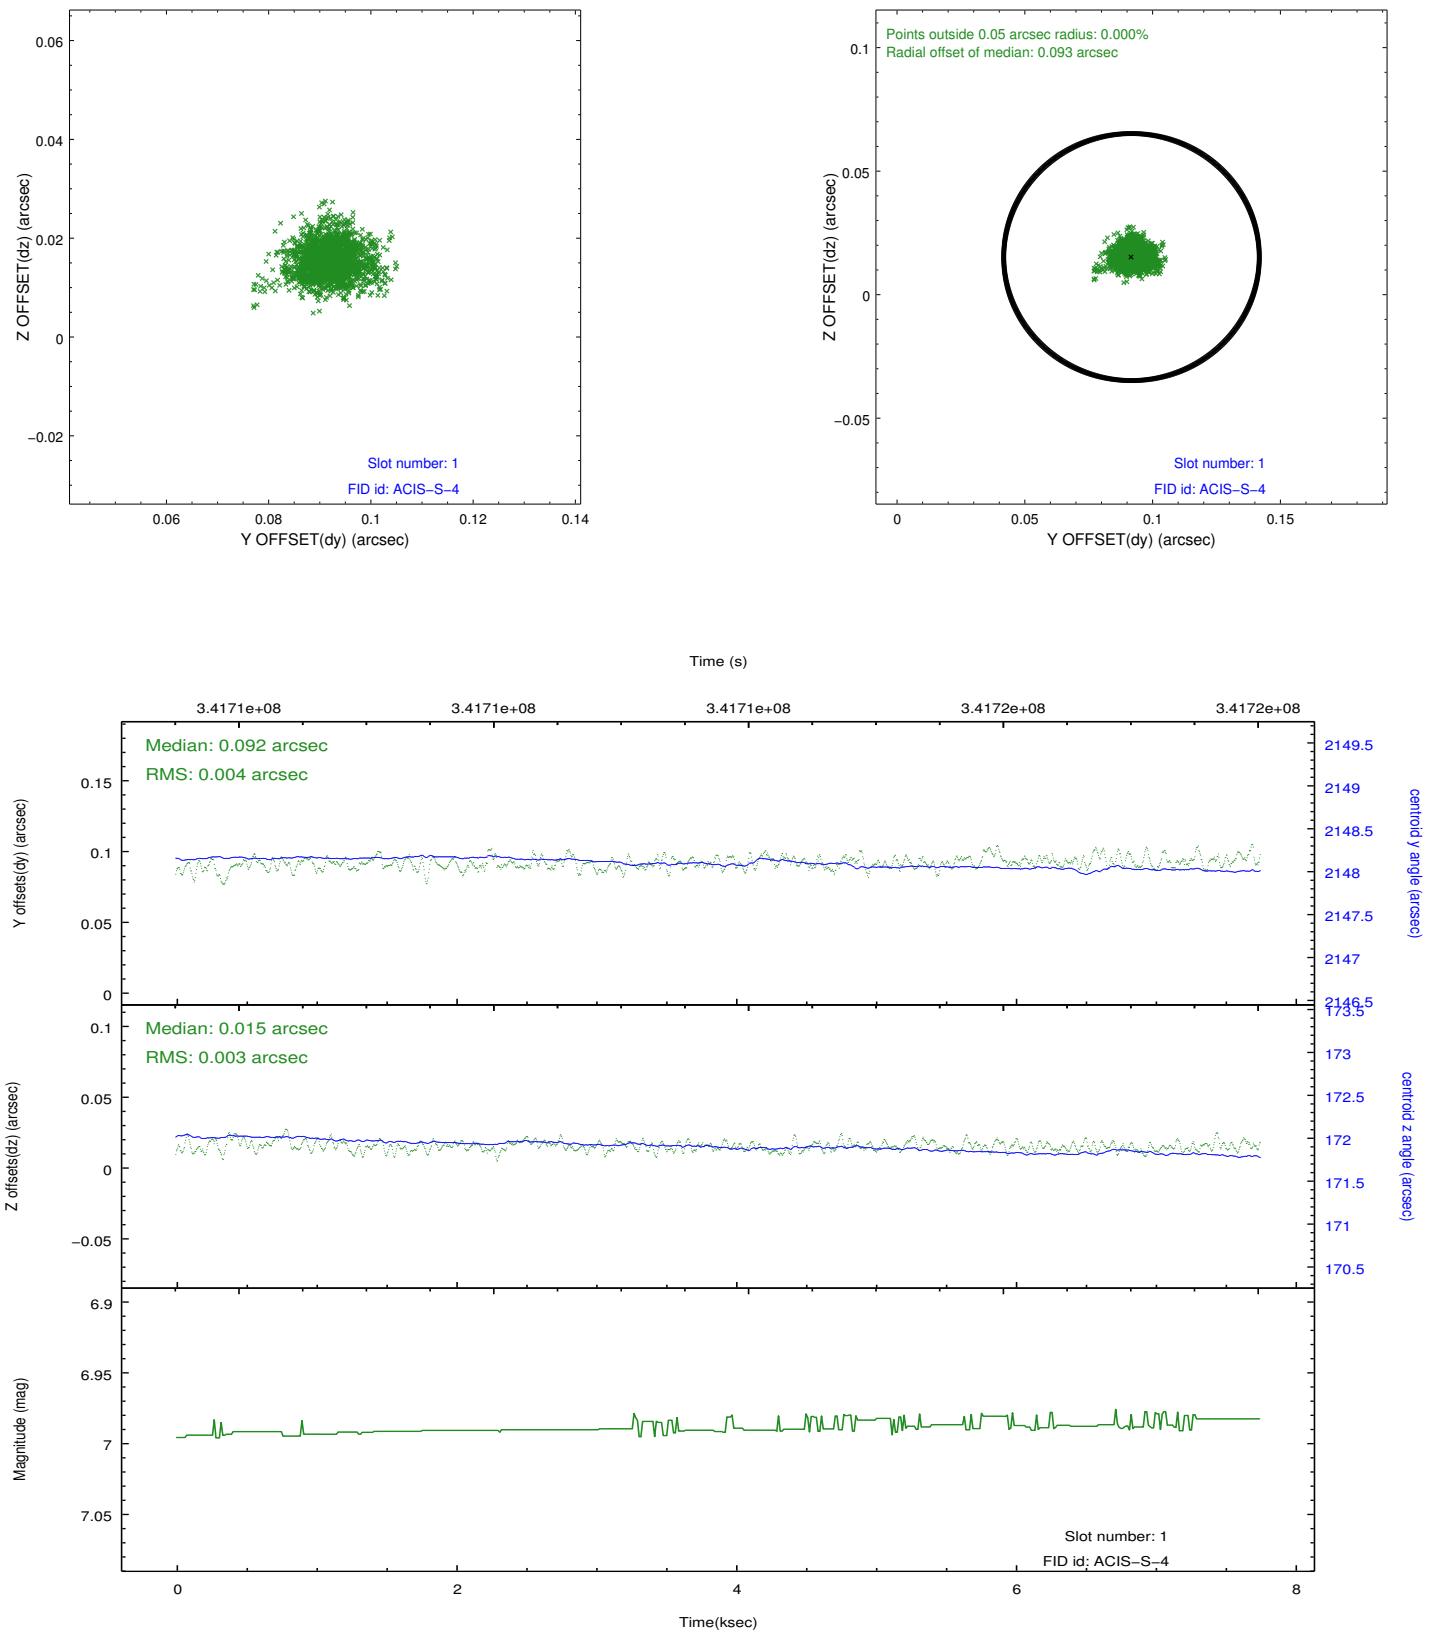 0.06
0.04
0.02
0
−0.02
Z OFFSET(dz) (arcsec)
Slot number: 1
FID id: ACIS−S−4
0.06 0.08 0.1 0.12 0.14
Y OFFSET(dy) (arcsec)
Points outside 0.05 arcsec radius: 0.000%
Radial offset of median: 0.093 arcsec
0.1
0.05
0
−0.05
Z OFFSET(dz) (arcsec)
Slot number: 1
FID id: ACIS−S−4
0 0.05 0.1 0.15
Y OFFSET(dy) (arcsec)
Time (s)
3.4171e+08 3.4171e+08 3.4171e+08 3.4172e+08 3.4172e+08
Median: 0.092 arcsec
RMS: 0.004 arcsec
0.15
0.1
0.05
0
Y offsets(dy) (arcsec)
2149.5
2149
2148.5
2148
2147.5
2147
2146.5
centroid y angle (arcsec)
Median: 0.015 arcsec
RMS: 0.003 arcsec
0.1
0.05
0
−0.05
Z offsets(dz) (arcsec)
173.5
173
172.5
172
171.5
171
170.5
centroid z angle (arcsec)
6.9
6.95
7
7.05
Magnitude (mag)
Slot number: 1
FID id: ACIS−S−4
0 2 4 6 8
Time(ksec)